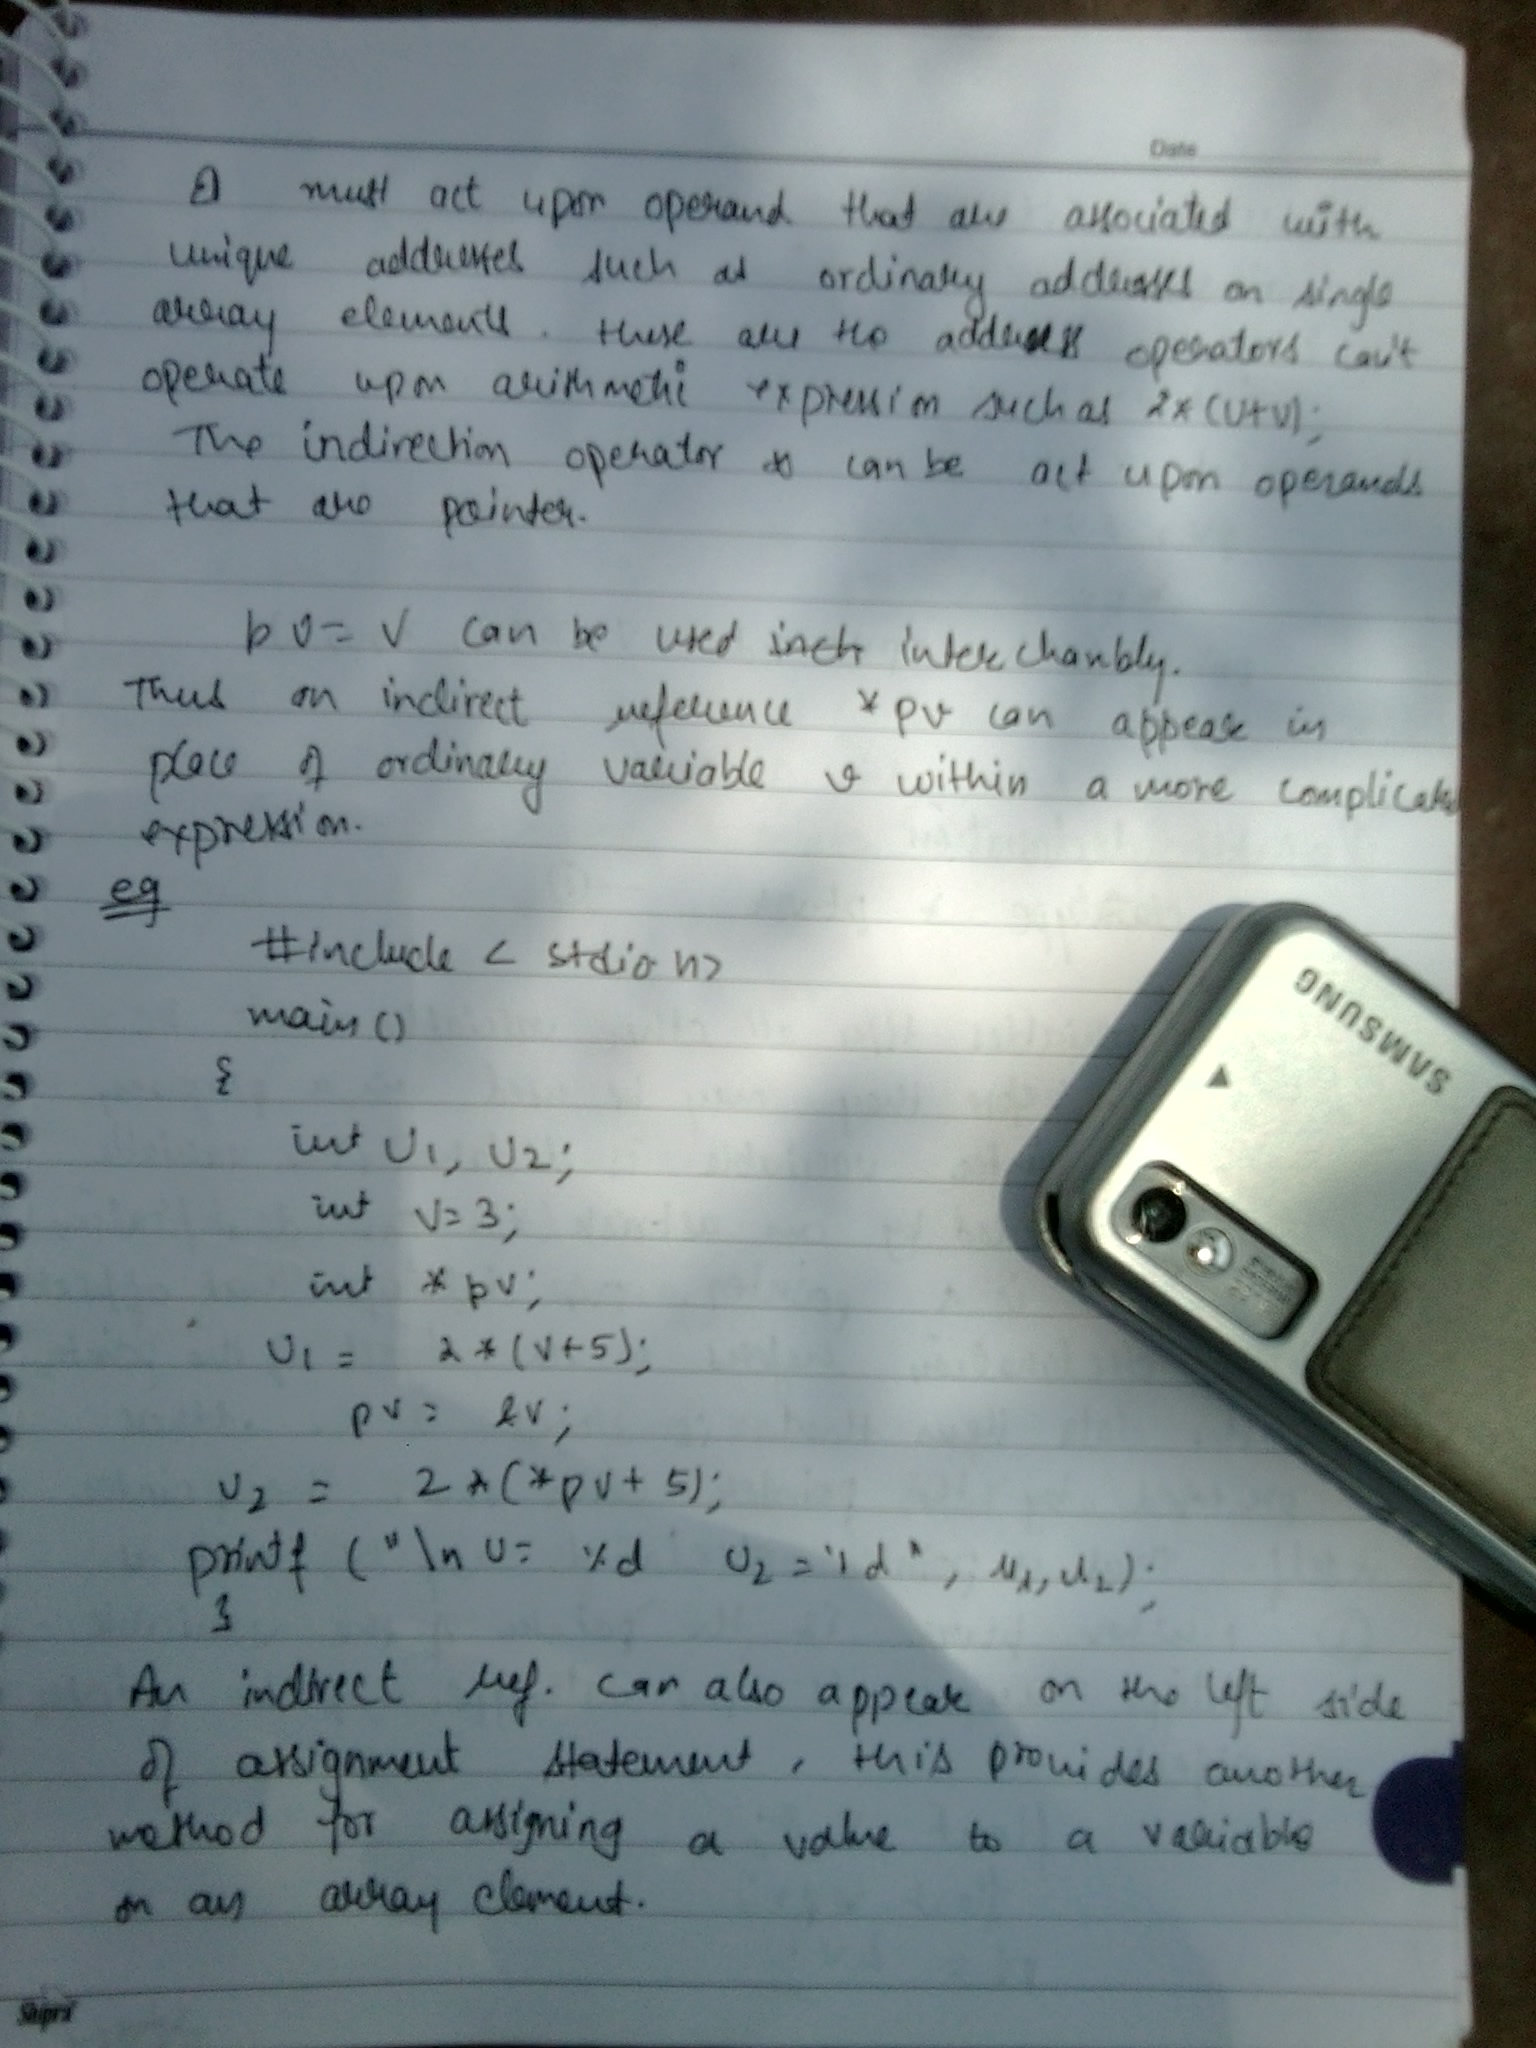 Date
must act upon operand that are associated with
unique addresses such as ordinary addresses or single
array elements. these are the address operators can't
operate upon arithmetic expression such as 2*(U+V);
The indirection operator * can be act upon operands
that are pointer.
pv = v can be used interchanbly.
Thus an indirect reference *pv can appear in
place of ordinary variable v within a more complicated
expression.
eg
#include < stdio h>
main ()
{
int U1, U2;
int v=3;
int *pv;
U1 = 2*(v+5);
pv = &v;
U2 = 2*(*pv+5);
printf ("\n U= %d U2 = %d", u1, u2);
}
An indirect ref. can also appear on the left side
of assignment statement, this provides another
method for assigning a value to a variable
or an array element.
Shipra
SAMSUNG